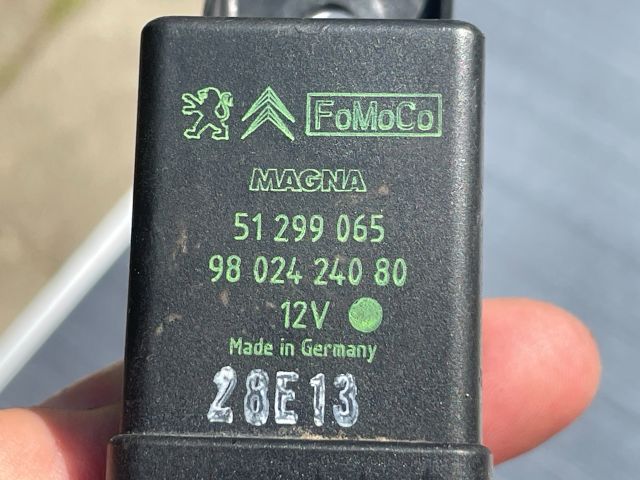 FoMoCo
MAGNA
51 299 065
98 024 240 80
12V
Made in Germany
28E13